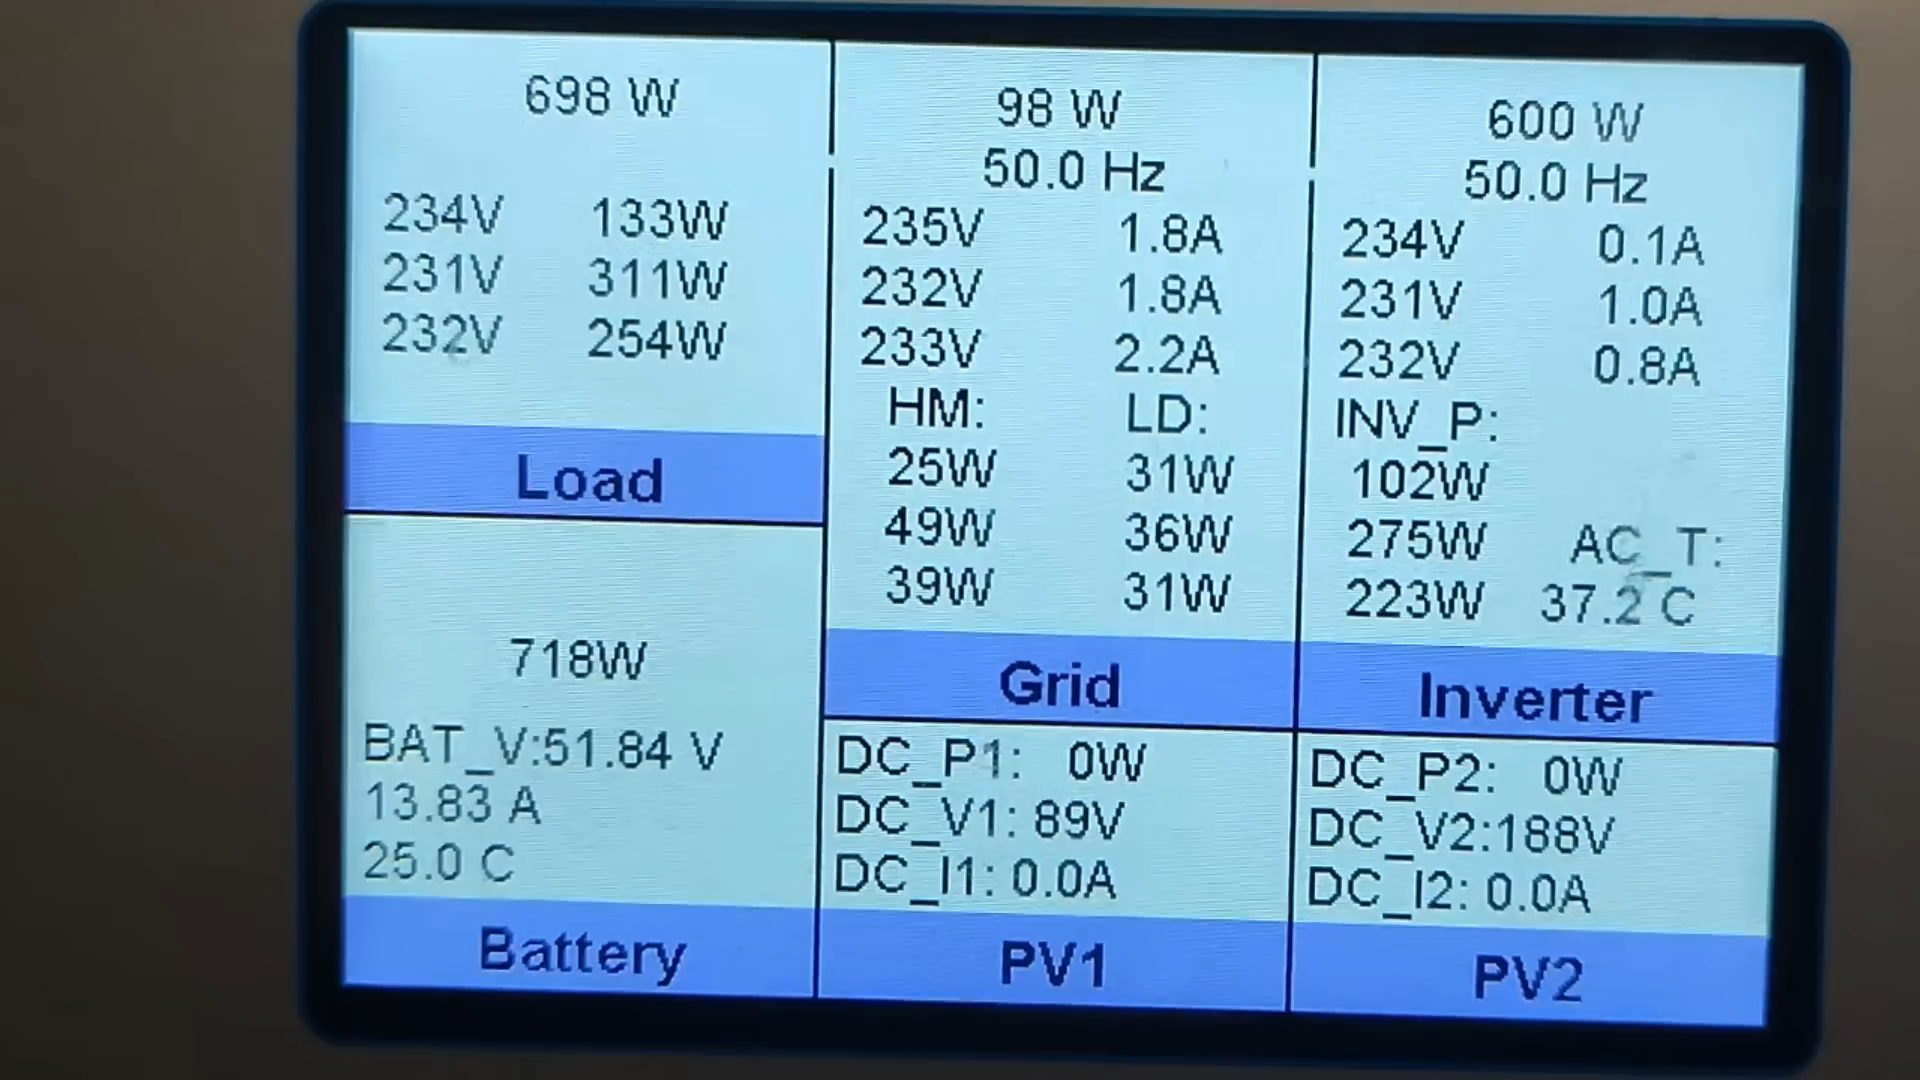 698 W
234V 133W
231V 311W
232V 254W
Load
98 W
50.0 Hz
235V 1.8A
232V 1.8A
233V 2.2A
HM: LD:
25W 31W
49W 36W
39W 31W
Grid
600 W
50.0 Hz
234V 0.1A
231V 1.0A
232V 0.8A
INV_P:
102W
275W AC_T:
223W 37.2 C
Inverter
718W
BAT_V:51.84 V
13.83 A
25.0 C
Battery
DC_P1: 0W
DC_V1: 89V
DC_I1: 0.0A
PV1
DC_P2: 0W
DC_V2:188V
DC_I2: 0.0A
PV2